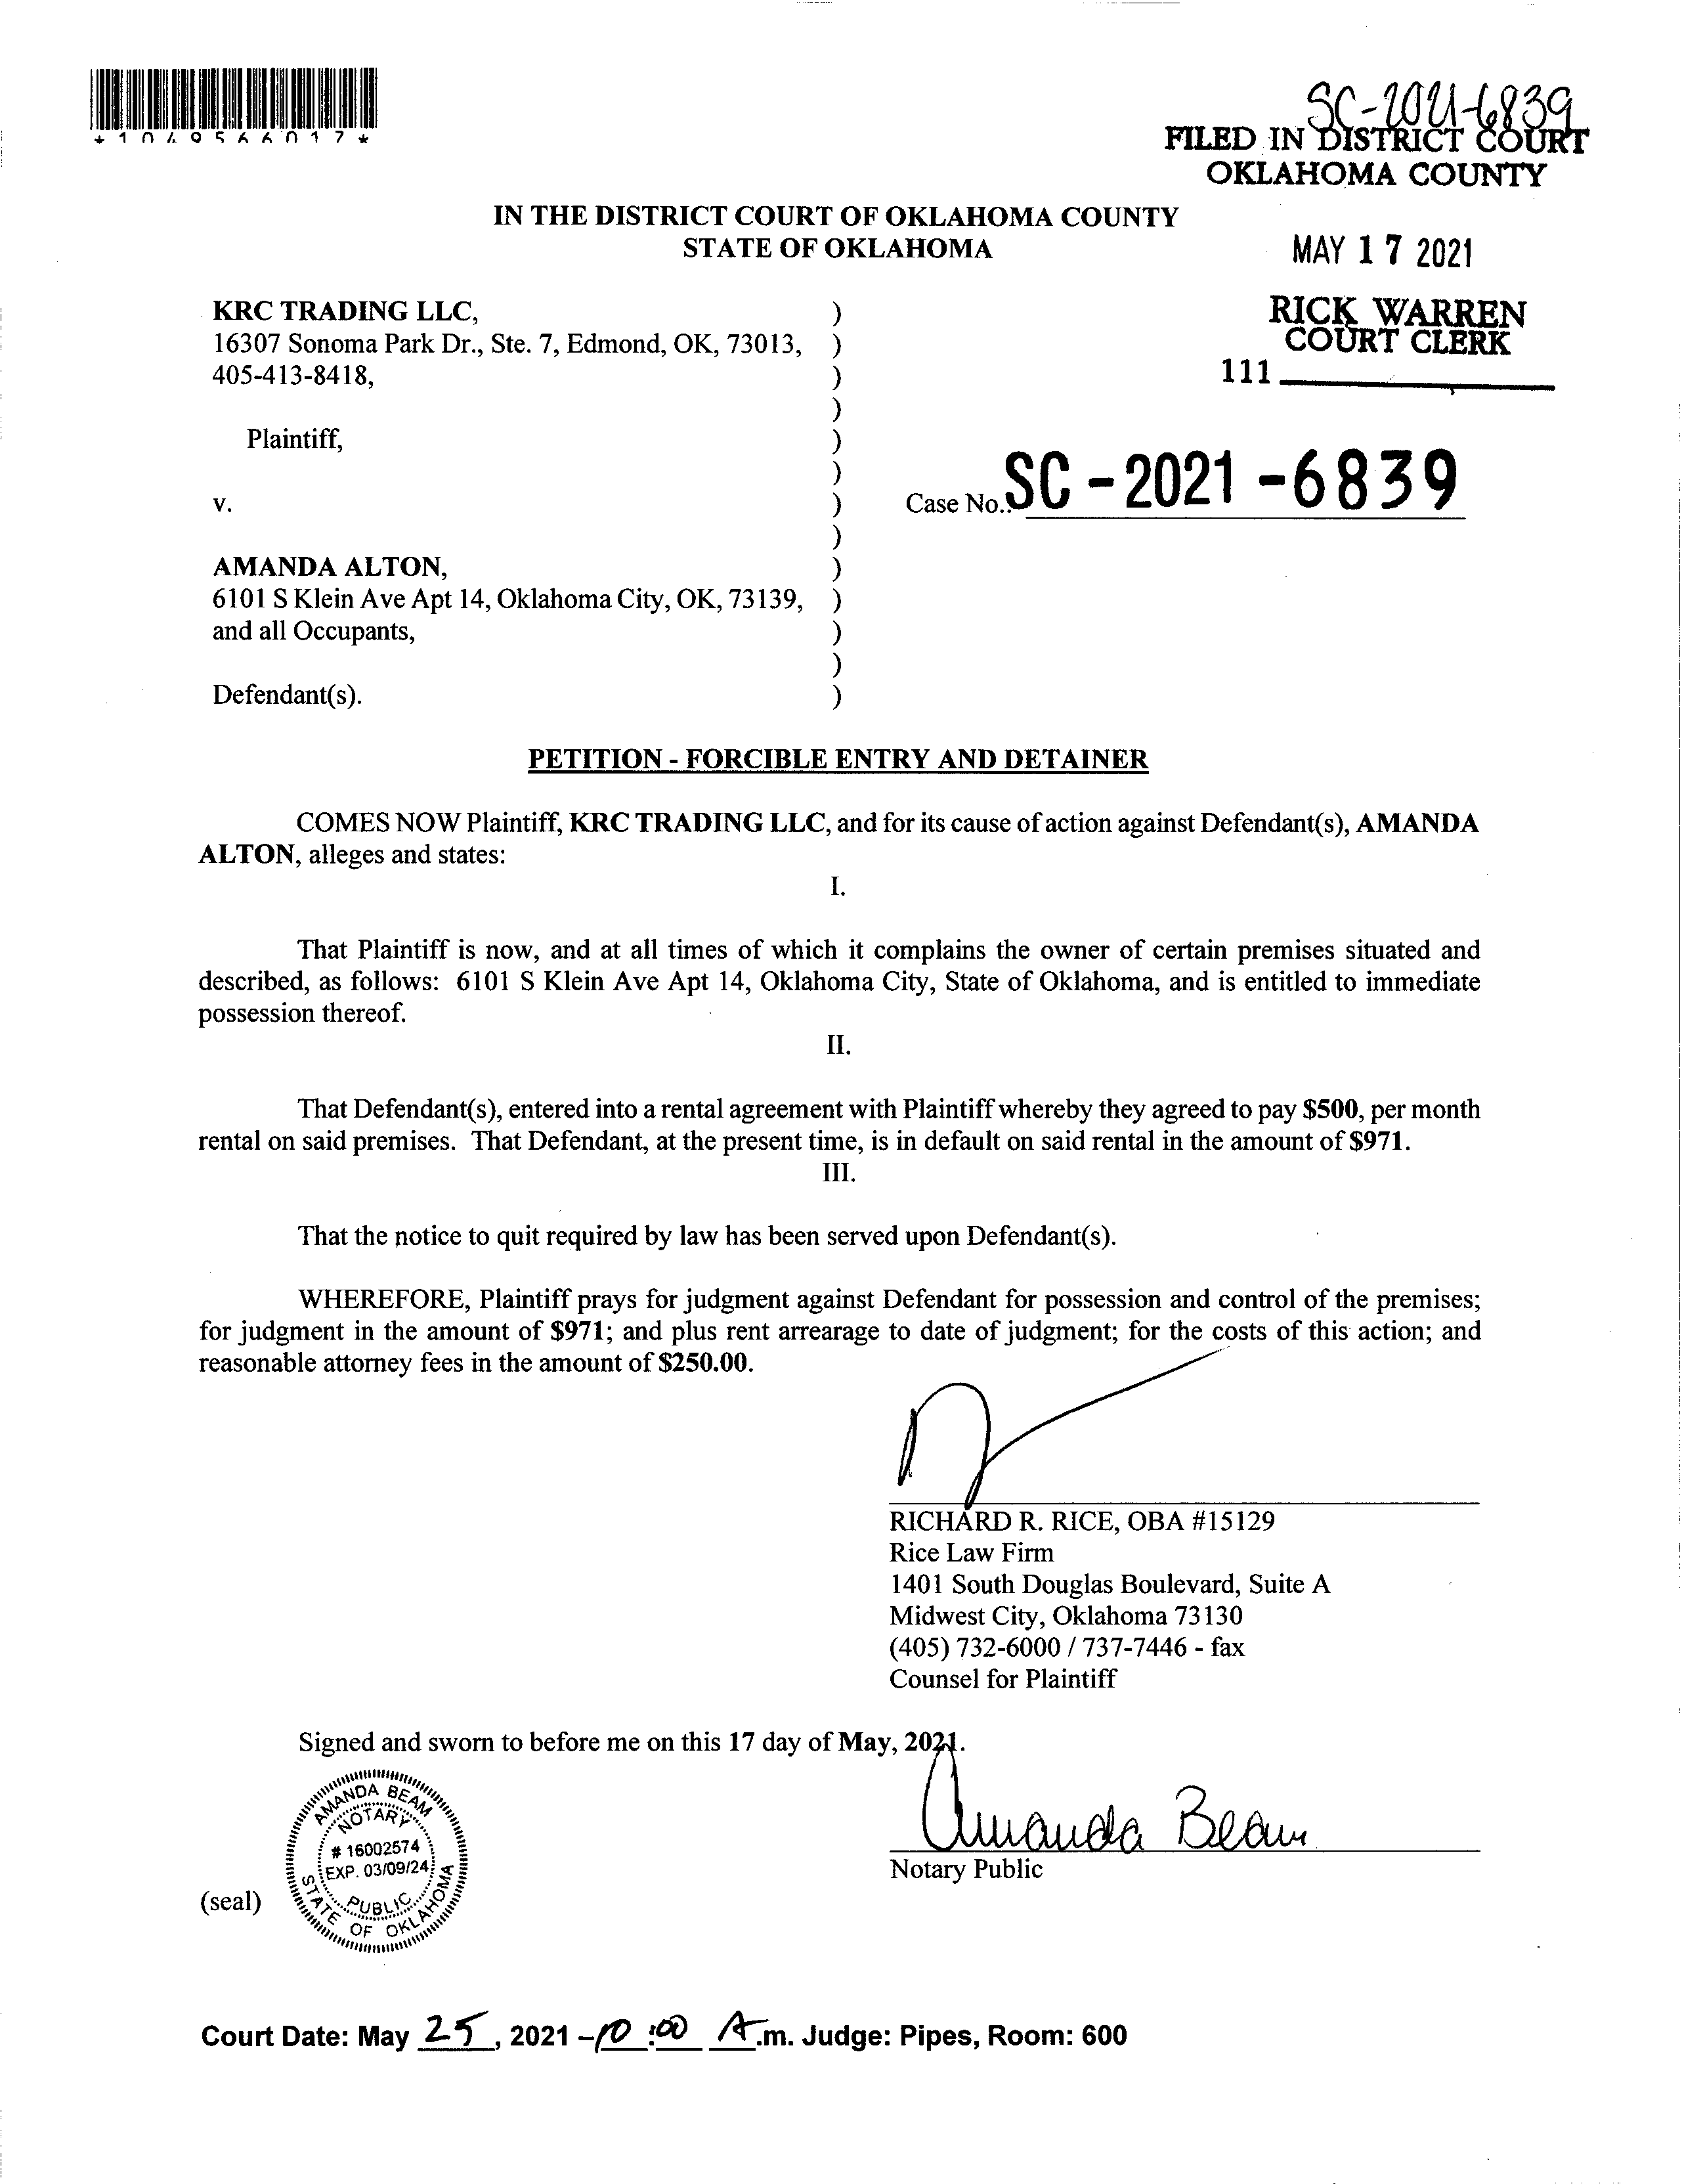 *1049566017*
SC-2021-6839
FILED IN DISTRICT COURT
OKLAHOMA COUNTY
IN THE DISTRICT COURT OF OKLAHOMA COUNTY
STATE OF OKLAHOMA
MAY 17 2021
RICK WARREN
COURT CLERK
111
KRC TRADING LLC, )
16307 Sonoma Park Dr., Ste. 7, Edmond, OK, 73013, )
405-413-8418, )
)
Plaintiff, )
)
v. )
Case No.: SC-2021-6839
)
AMANDA ALTON, )
6101 S Klein Ave Apt 14, Oklahoma City, OK, 73139, )
and all Occupants, )
)
Defendant(s). )
PETITION - FORCIBLE ENTRY AND DETAINER
COMES NOW Plaintiff, KRC TRADING LLC, and for its cause of action against Defendant(s), AMANDA
ALTON, alleges and states:
I.
That Plaintiff is now, and at all times of which it complains the owner of certain premises situated and
described, as follows: 6101 S Klein Ave Apt 14, Oklahoma City, State of Oklahoma, and is entitled to immediate
possession thereof.
II.
That Defendant(s), entered into a rental agreement with Plaintiff whereby they agreed to pay $500, per month
rental on said premises. That Defendant, at the present time, is in default on said rental in the amount of $971.
III.
That the notice to quit required by law has been served upon Defendant(s).
WHEREFORE, Plaintiff prays for judgment against Defendant for possession and control of the premises;
for judgment in the amount of $971; and plus rent arrearage to date of judgment; for the costs of this action; and
reasonable attorney fees in the amount of $250.00.
RICHARD R. RICE, OBA #15129
Rice Law Firm
1401 South Douglas Boulevard, Suite A
Midwest City, Oklahoma 73130
(405) 732-6000 / 737-7446 - fax
Counsel for Plaintiff
Signed and sworn to before me on this 17 day of May, 2021.
Amanda Beam
Notary Public
(seal)
AMANDA BEAM
NOTARY
# 16002574
EXP. 03/09/24
PUBLIC
STATE OF OKLAHOMA
Court Date: May 25, 2021 - 10:00 A.m. Judge: Pipes, Room: 600